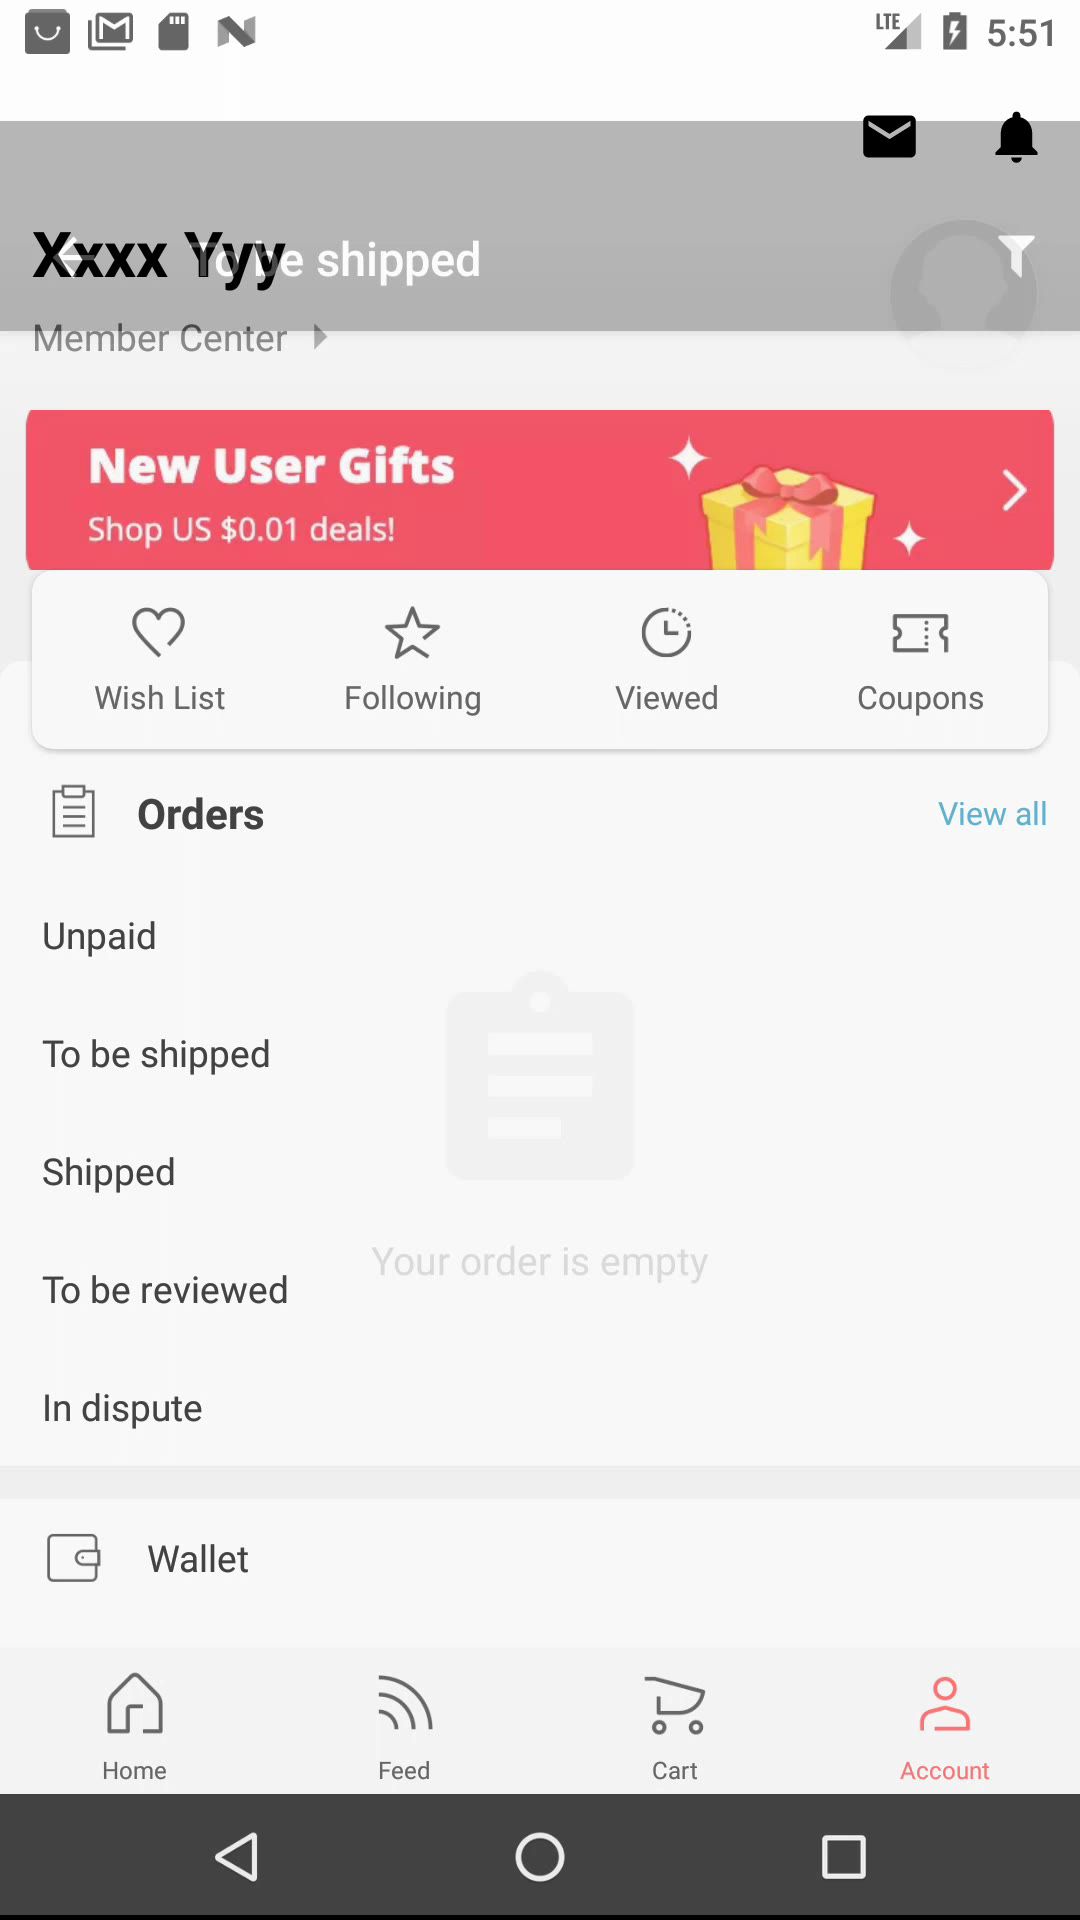 LTE 5:51
Xxxx Yyy
To be shipped
Member Center
New User Gifts
Shop US $0.01 deals!
Wish List Following Viewed Coupons
Orders View all
Unpaid
To be shipped
Shipped
Your order is empty
To be reviewed
In dispute
Wallet
Home Feed Cart Account